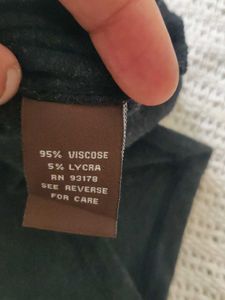 95% VISCOSE
5% LYCRA
RN 93178
SEE REVERSE
FOR CARE